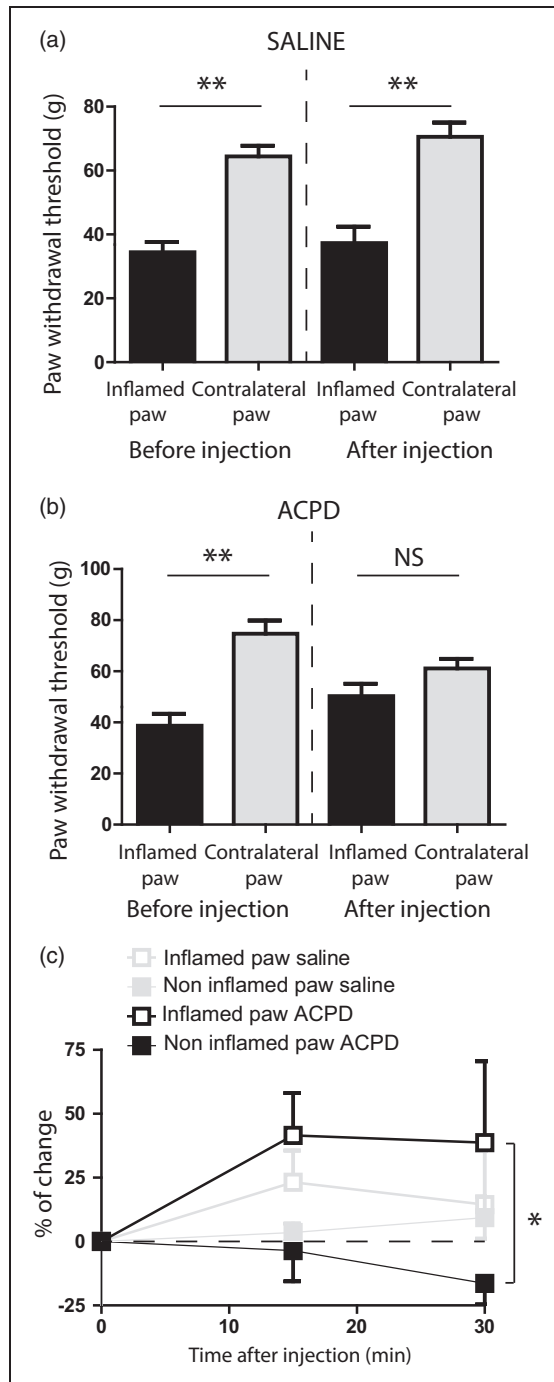 (a)
SALINE
** **
Paw withdrawal threshold (g)
80
60
40
20
0
Inflamed Contralateral Inflamed Contralateral
paw paw paw paw
Before injection After injection
(b)
ACPD
** NS
Paw withdrawal threshold (g)
100
80
60
40
20
0
Inflamed Contralateral Inflamed Contralateral
paw paw paw paw
Before injection After injection
(c)
Inflamed paw saline
Non inflamed paw saline
Inflamed paw ACPD
Non inflamed paw ACPD
% of change
75
50
25
0
-25
*
0 10 20 30
Time after injection (min)